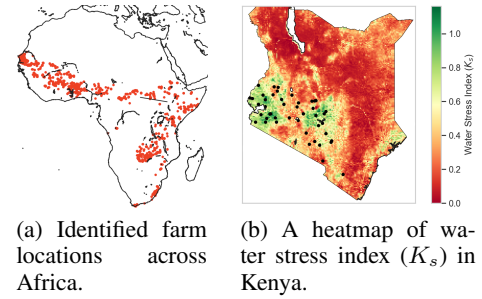 1.0
0.8
0.6
0.4
0.2
0.0
Water Stress Index (Kₛ)
(a) Identified farm
locations across
Africa.
(b) A heatmap of wa-
ter stress index (Kₛ) in
Kenya.